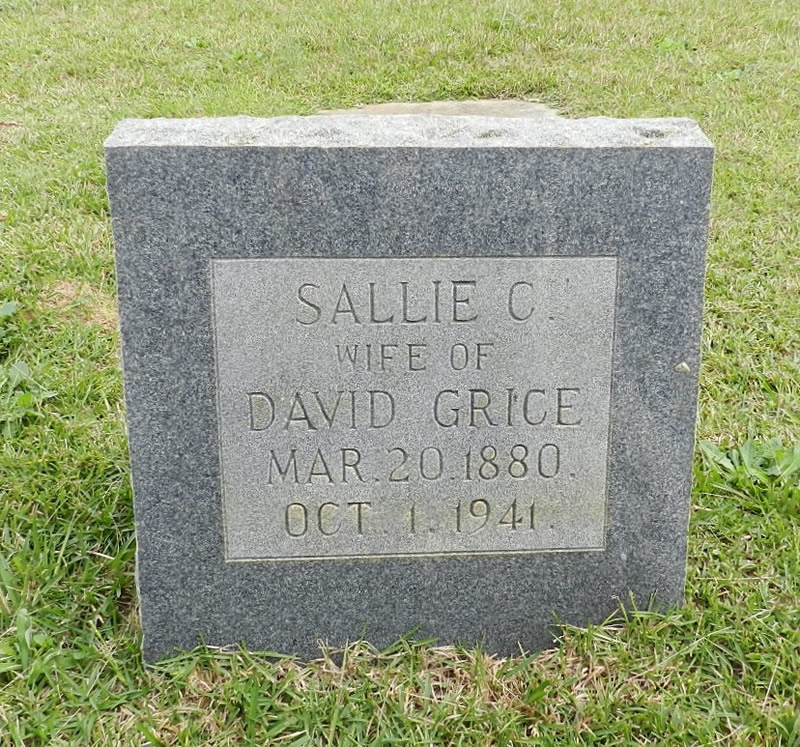 SALLIE C.
WIFE OF
DAVID GRICE
MAR. 20. 1880.
OCT. 1. 1941.